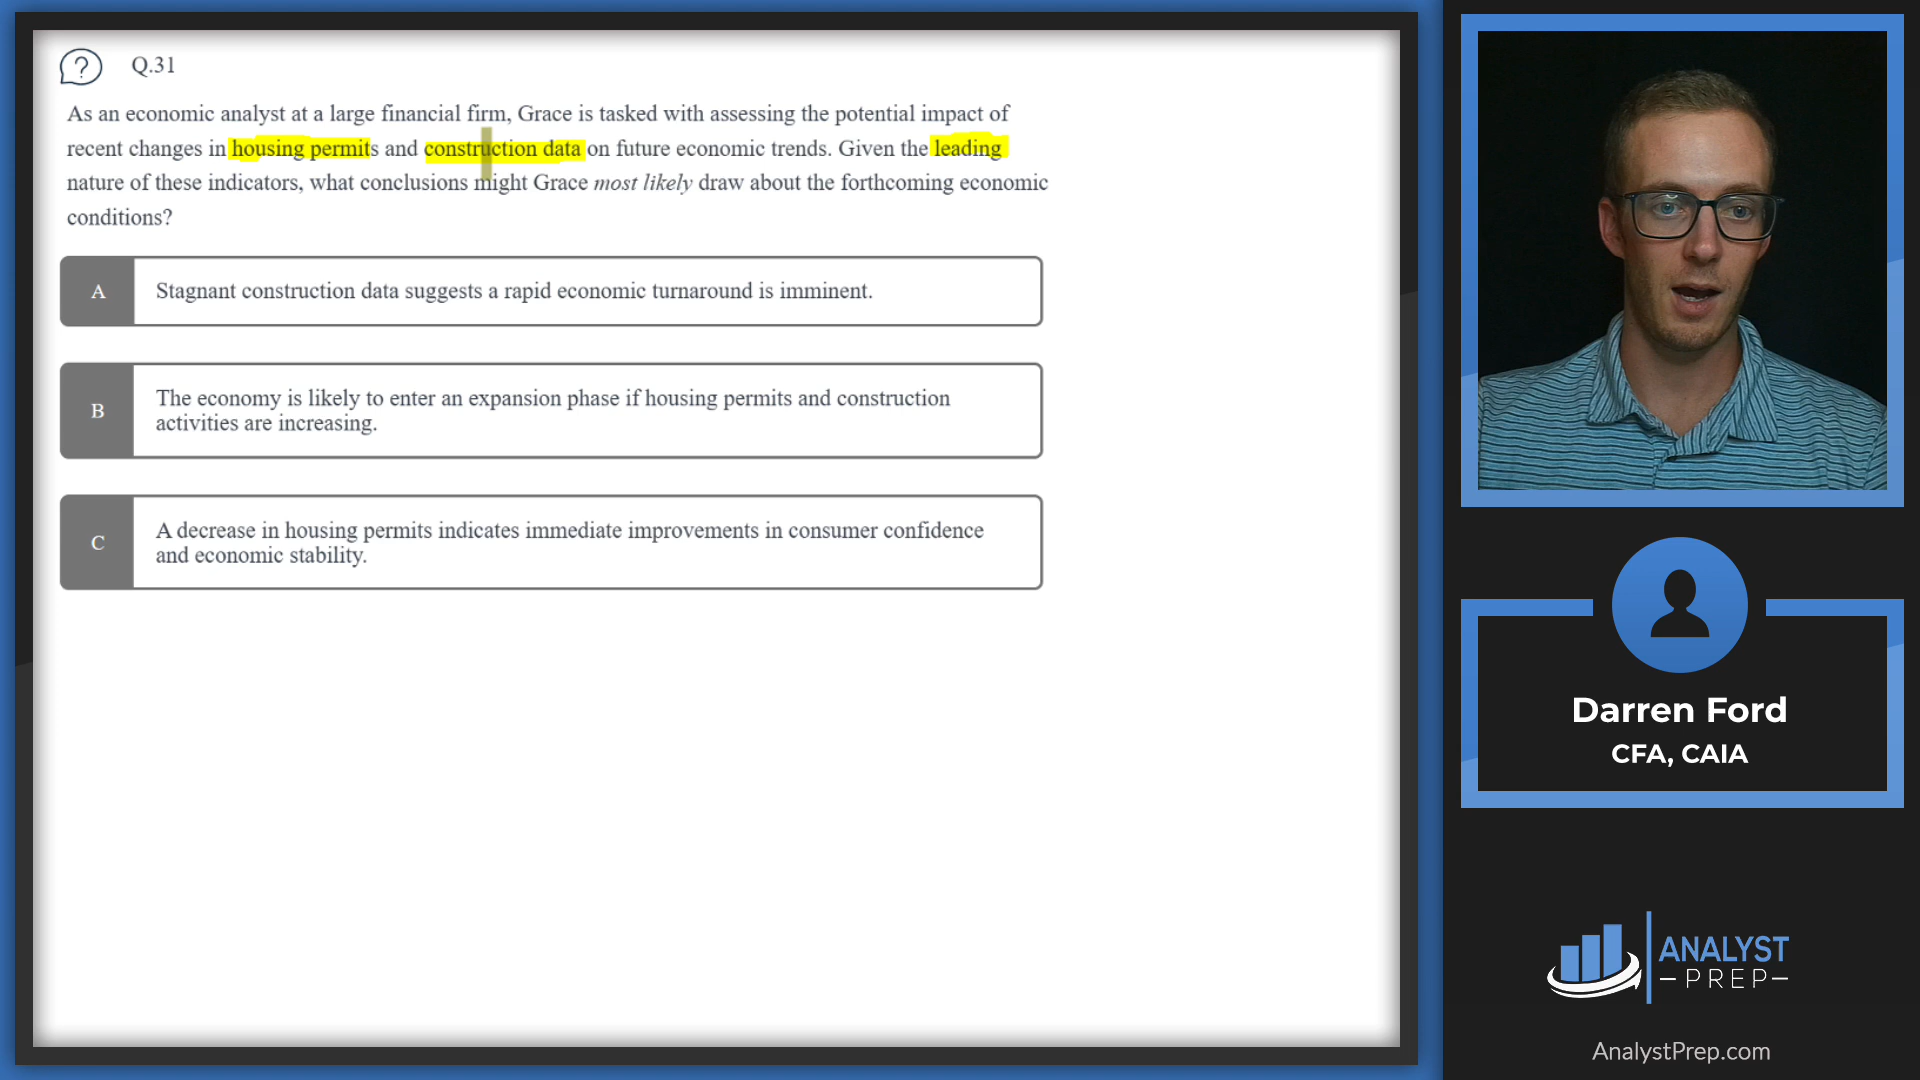 ?
Q.31
As an economic analyst at a large financial firm, Grace is tasked with assessing the potential impact of
recent changes in housing permits and construction data on future economic trends. Given the leading
nature of these indicators, what conclusions might Grace most likely draw about the forthcoming economic
conditions?
A
Stagnant construction data suggests a rapid economic turnaround is imminent.
B
The economy is likely to enter an expansion phase if housing permits and construction
activities are increasing.
C
A decrease in housing permits indicates immediate improvements in consumer confidence
and economic stability.
Darren Ford
CFA, CAIA
ANALYST
PREP
AnalystPrep.com